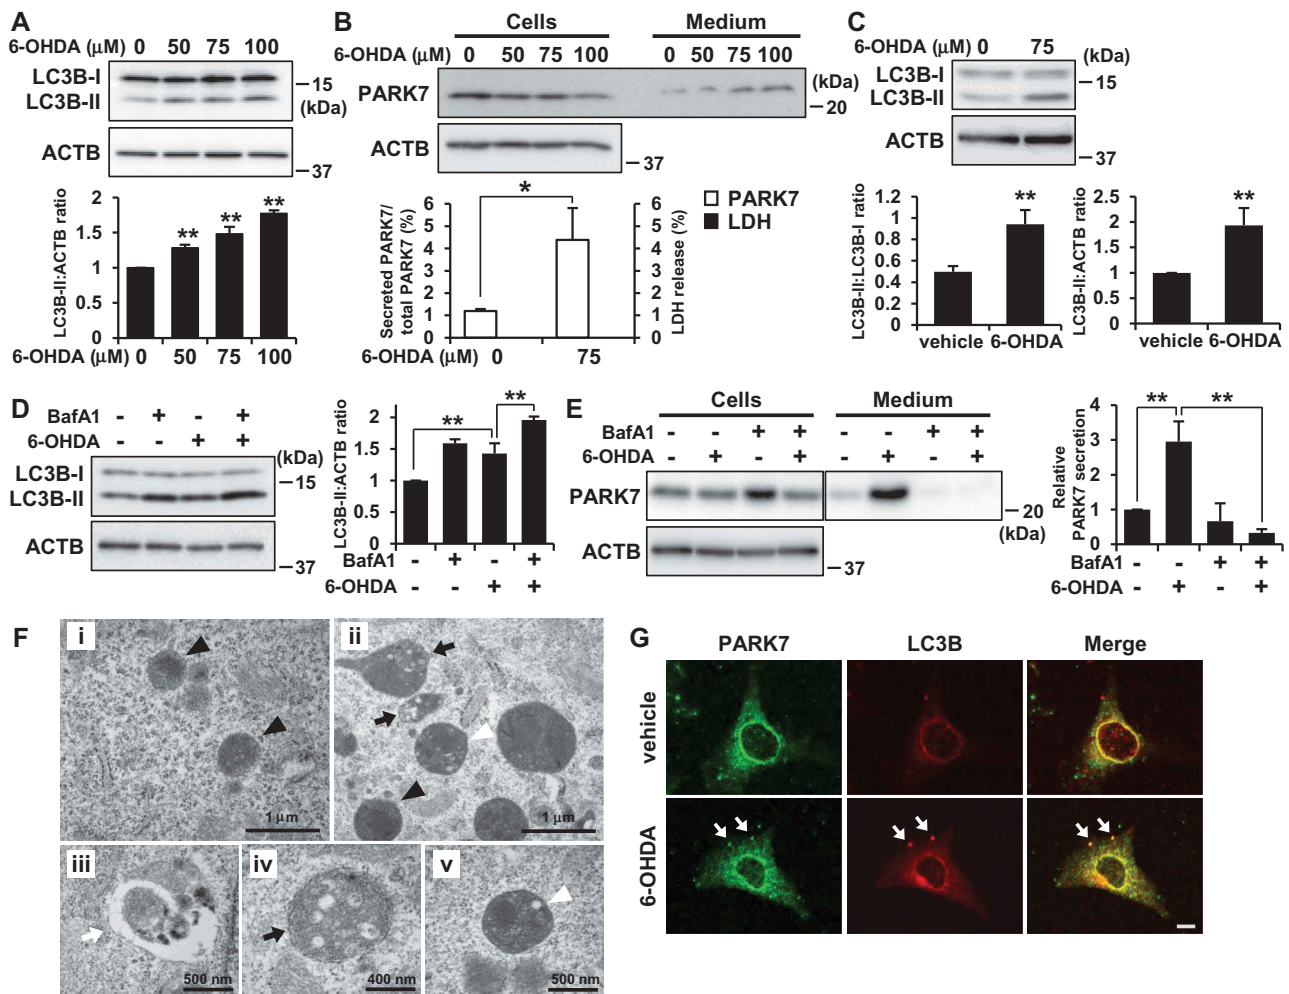 A
6-OHDA (μM) 0 50 75 100
LC3B-I
LC3B-II
15
(kDa)
ACTB
37
LC3B-II:ACTB ratio
2
1.5
1
0.5
0
** ** **
6-OHDA (μM) 0 50 75 100
B
Cells Medium
6-OHDA (μM) 0 50 75 100 0 50 75 100
(kDa)
PARK7
20
ACTB
37
Secreted PARK7/
total PARK7 (%)
6
5
4
3
2
1
0
*
6
5
4
3
2
1
0
LDH release (%)
PARK7
LDH
6-OHDA (μM) 0 75
C
6-OHDA (μM) 0 75 (kDa)
LC3B-I
15
LC3B-II
ACTB
37
LC3B-II:LC3B-I ratio
1.2
1
0.8
0.6
0.4
0.2
0
**
vehicle 6-OHDA
LC3B-II:ACTB ratio
2.5
2
1.5
1
0.5
0
**
vehicle 6-OHDA
D
BafA1 - + - +
6-OHDA - - + +
(kDa)
LC3B-I
15
LC3B-II
ACTB
37
LC3B-II:ACTB ratio
2
1.5
1
0.5
0
** **
BafA1 - + - +
6-OHDA - - + +
E
Cells Medium
BafA1 - - + + - - + +
6-OHDA - + - + - + - +
PARK7
20
(kDa)
ACTB
37
Relative
PARK7 secretion
4
3
2
1
0
** **
BafA1 - - + +
6-OHDA - + - +
F
i
1 μm
ii
1 μm
iii
500 nm
iv
400 nm
v
500 nm
G
PARK7 LC3B Merge
vehicle
6-OHDA